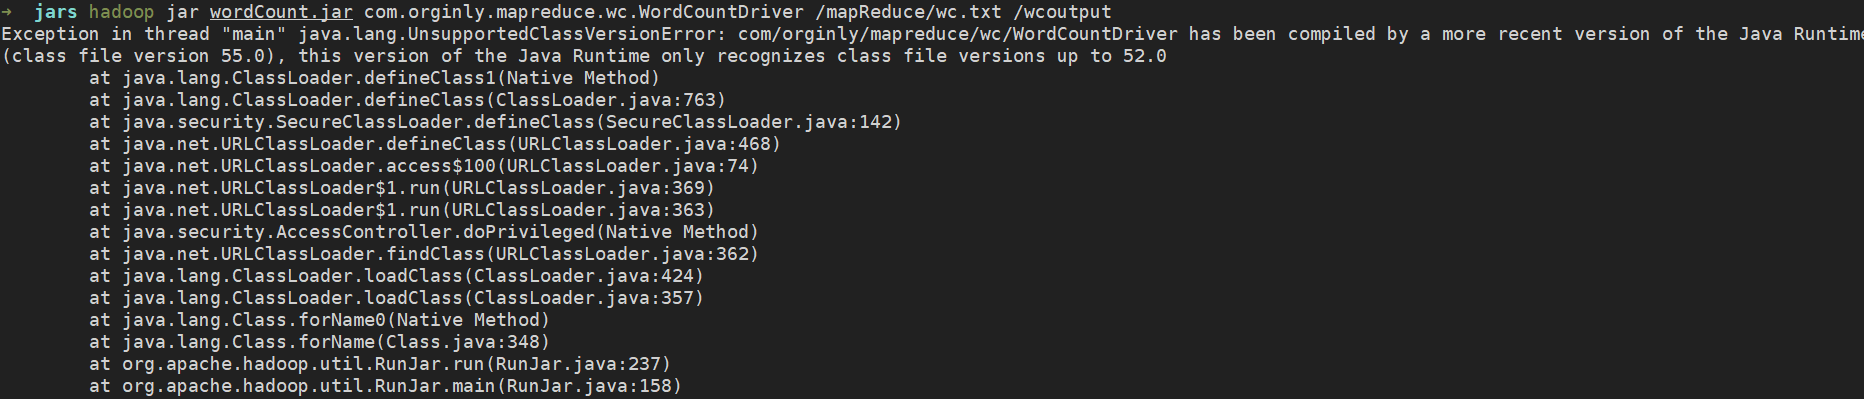 → jars hadoop jar wordCount.jar com.orginly.mapreduce.wc.WordCountDriver /mapReduce/wc.txt /wcoutput
Exception in thread "main" java.lang.UnsupportedClassVersionError: com/orginly/mapreduce/wc/WordCountDriver has been compiled by a more recent version of the Java Runtime
(class file version 55.0), this version of the Java Runtime only recognizes class file versions up to 52.0
at java.lang.ClassLoader.defineClass1(Native Method)
at java.lang.ClassLoader.defineClass(ClassLoader.java:763)
at java.security.SecureClassLoader.defineClass(SecureClassLoader.java:142)
at java.net.URLClassLoader.defineClass(URLClassLoader.java:468)
at java.net.URLClassLoader.access$100(URLClassLoader.java:74)
at java.net.URLClassLoader$1.run(URLClassLoader.java:369)
at java.net.URLClassLoader$1.run(URLClassLoader.java:363)
at java.security.AccessController.doPrivileged(Native Method)
at java.net.URLClassLoader.findClass(URLClassLoader.java:362)
at java.lang.ClassLoader.loadClass(ClassLoader.java:424)
at java.lang.ClassLoader.loadClass(ClassLoader.java:357)
at java.lang.Class.forName0(Native Method)
at java.lang.Class.forName(Class.java:348)
at org.apache.hadoop.util.RunJar.run(RunJar.java:237)
at org.apache.hadoop.util.RunJar.main(RunJar.java:158)